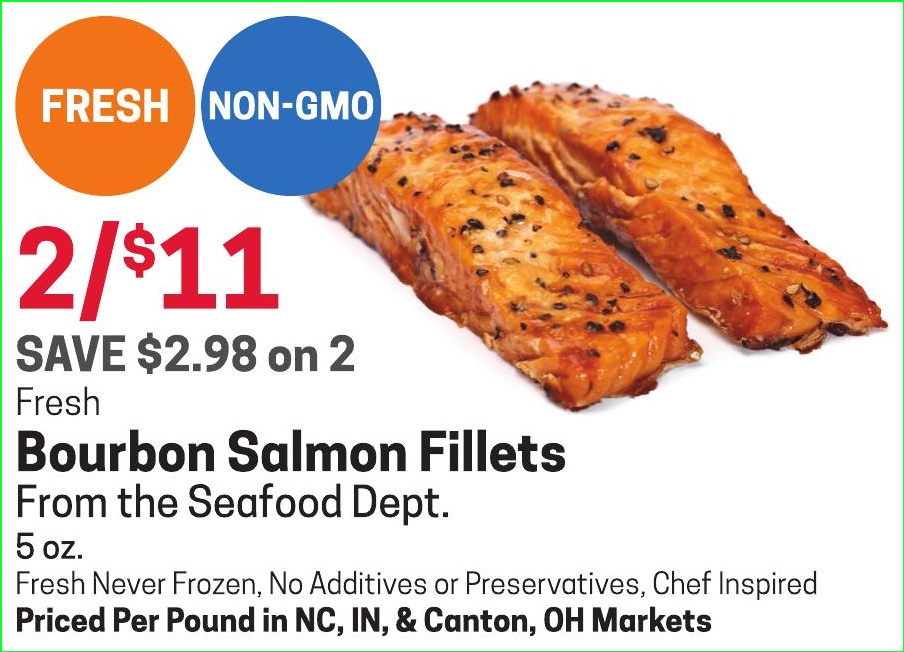 FRESH
NON-GMO
2/$11
SAVE $2.98 on 2
Fresh
Bourbon Salmon Fillets
From the Seafood Dept.
5 oz.
Fresh Never Frozen, No Additives or Preservatives, Chef Inspired
Priced Per Pound in NC, IN, & Canton, OH Markets